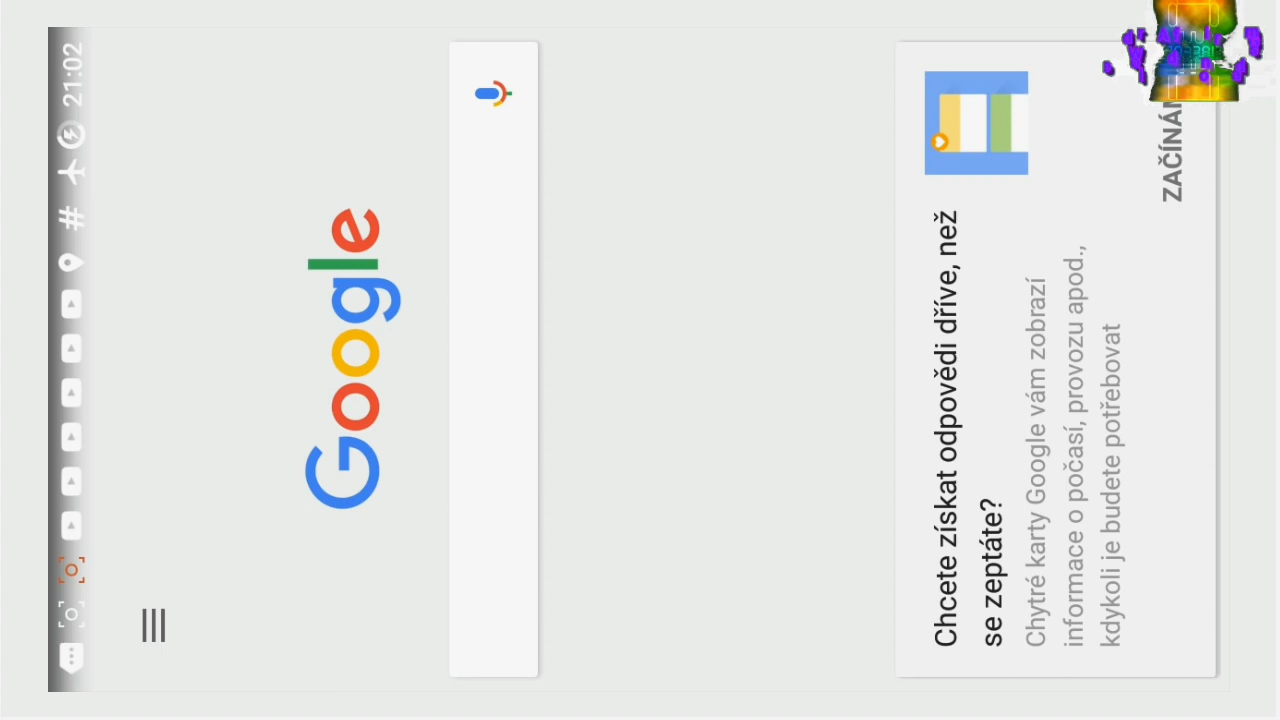 21:02
Google
Chcete získat odpovědi dříve, než
se zeptáte?
Chytré karty Google vám zobrazí
informace o počasí, provozu apod.,
kdykoli je budete potřebovat